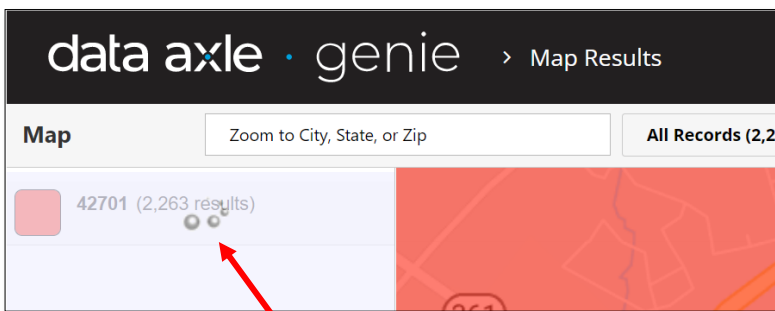 data axle · genie > Map Results
Map Zoom to City, State, or Zip All Records (2,2
42701 (2,263 results)
261